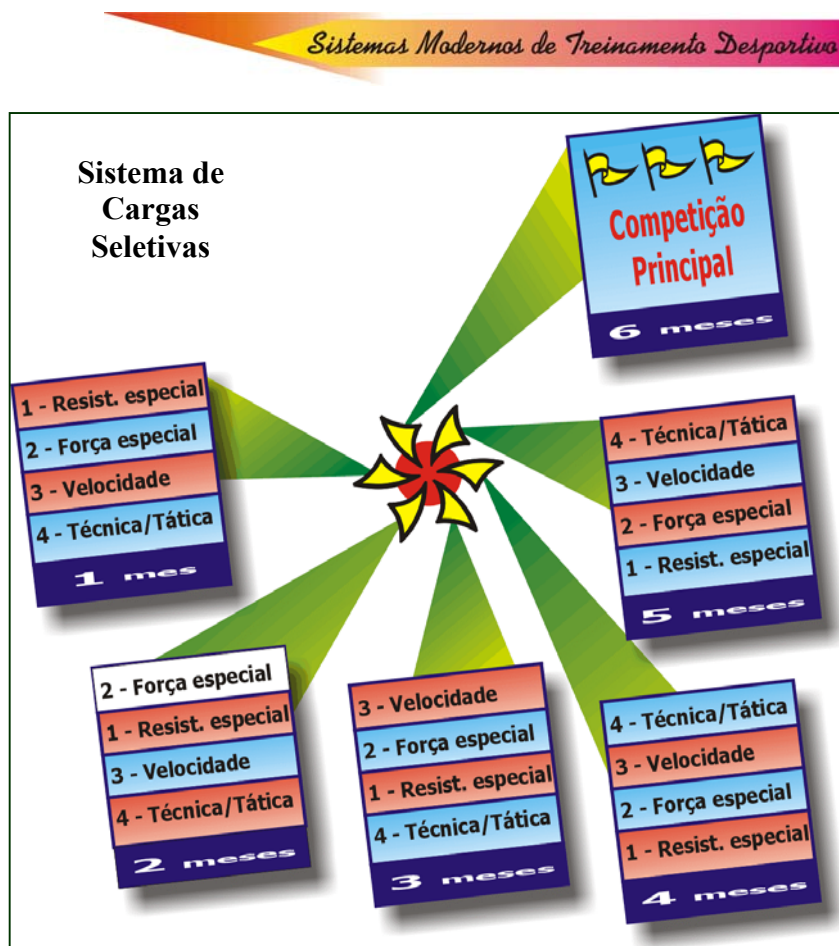 Sistemas Modernos de Treinamento Desportivo
Sistema de
Cargas
Seletivas
Competição
Principal
6 meses
1 - Resist. especial
2 - Força especial
3 - Velocidade
4 - Técnica/Tática
1 mes
4 - Técnica/Tática
3 - Velocidade
2 - Força especial
1 - Resist. especial
5 meses
2 - Força especial
1 - Resist. especial
3 - Velocidade
4 - Técnica/Tática
2 meses
3 - Velocidade
2 - Força especial
1 - Resist. especial
4 - Técnica/Tática
3 meses
4 - Técnica/Tática
3 - Velocidade
2 - Força especial
1 - Resist. especial
4 meses